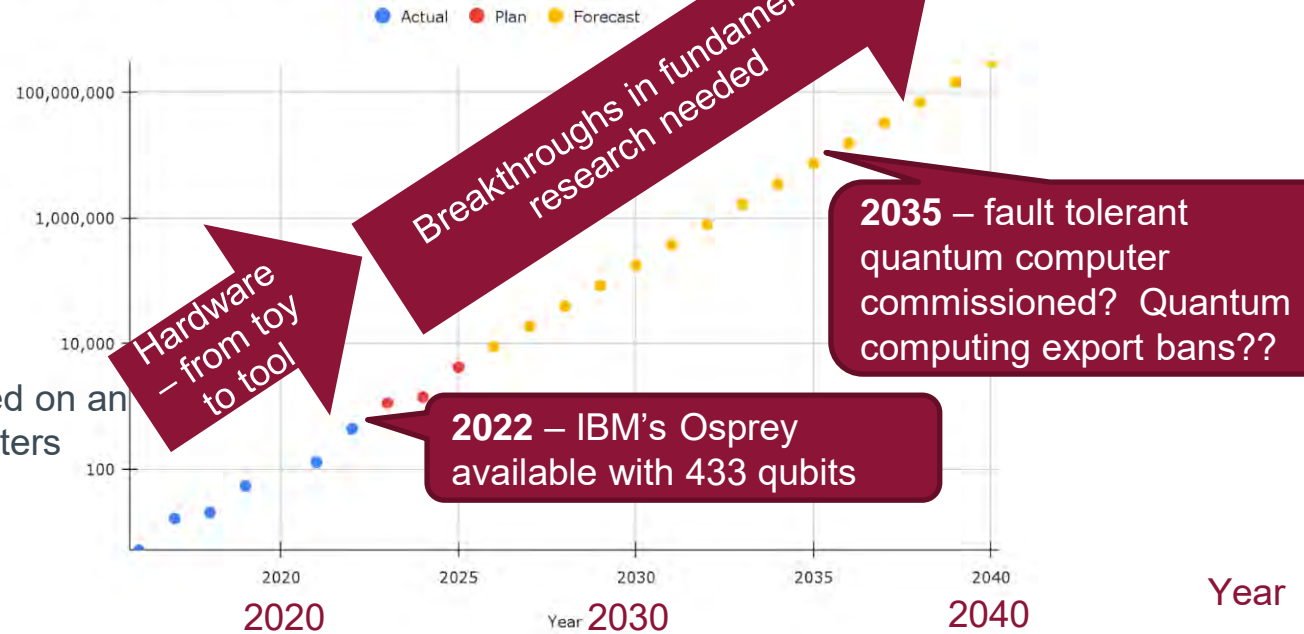 Actual Plan Forecast
100,000,000
1,000,000
10,000
100
Breakthroughs in
research needed
Hardware
– from toy
to tool
2035 – fault tolerant
quantum computer
commissioned? Quantum
computing export bans??
ed on an
ters
2022 – IBM's Osprey
available with 433 qubits
2020 2025 2030 2035 2040
2020 Year 2030 2040 Year